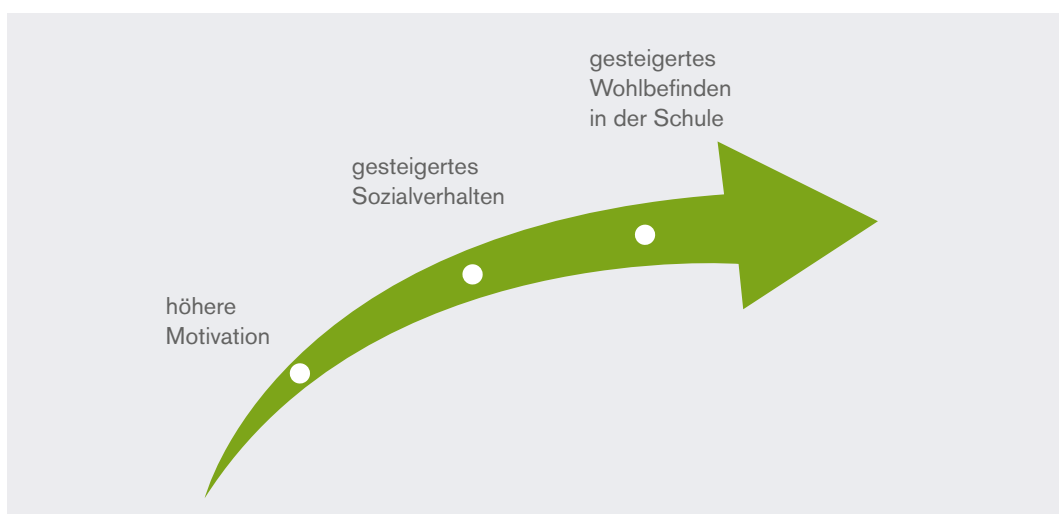 gesteigertes
Wohlbefinden
in der Schule
gesteigertes
Sozialverhalten
höhere
Motivation